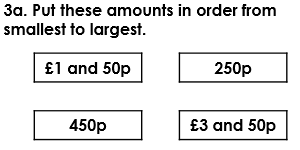 3a. Put these amounts in order from
smallest to largest.
£1 and 50p
250p
450p
£3 and 50p